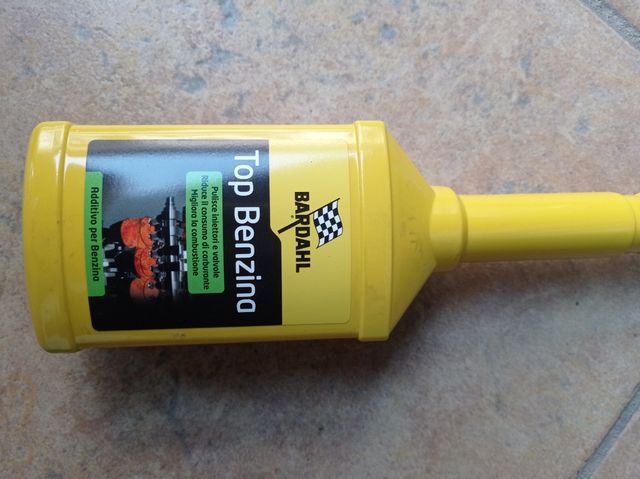 BARDAHL
Top Benzina
Pulisce iniettori e valvole
Riduce il consumo di carburante
Migliora la combustione
Additivo per Benzina